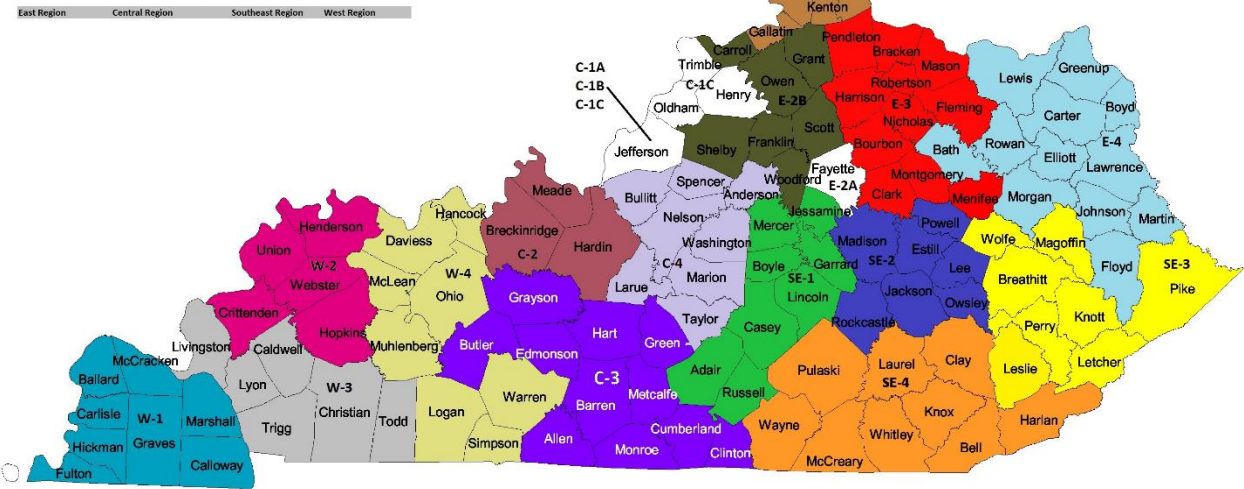 East Region Central Region Southeast Region West Region
Kenton
Gallatin
Carroll
Grant
Pendleton
Bracken
Mason
Trimble
C-1A
C-1B
C-1C
C-1C
Owen
E-2B
Robertson
Lewis
Greenup
Oldham
Henry
Harrison
E-3
Fleming
Carter
Boyd
Nicholas
Scott
Franklin
Shelby
Jefferson
Bourbon
Bath
Rowan
Elliott
E-4
Lawrence
Fayette
E-2A
Woodford
Montgomery
Clark
Menifee
Morgan
Johnson
Martin
Spencer
Anderson
Bullitt
Nelson
Meade
Hancock
Breckinridge
C-2
Hardin
Jessamine
Mercer
Powell
Madison
SE-2
Estill
Wolfe
Magoffin
Floyd
SE-3
Pike
Henderson
Union
W-2
Webster
Daviess
McLean
W-4
Ohio
Washington
C-4
Marion
Larue
Boyle
SE-1
Garrard
Lincoln
Lee
Jackson
Owsley
Breathitt
Knott
Perry
Crittenden
Hopkins
Muhlenberg
Grayson
Hart
Taylor
Green
Casey
Rockcastle
Leslie
Letcher
Livingston
Caldwell
Butler
Edmonson
C-3
Metcalfe
Adair
Russell
Pulaski
Laurel
SE-4
Clay
McCracken
Ballard
Lyon
W-3
Christian
Todd
Logan
Warren
Barren
Carlisle
W-1
Marshall
Trigg
Simpson
Allen
Monroe
Cumberland
Clinton
Wayne
Whitley
Knox
Harlan
Bell
McCreary
Hickman
Graves
Fulton
Calloway